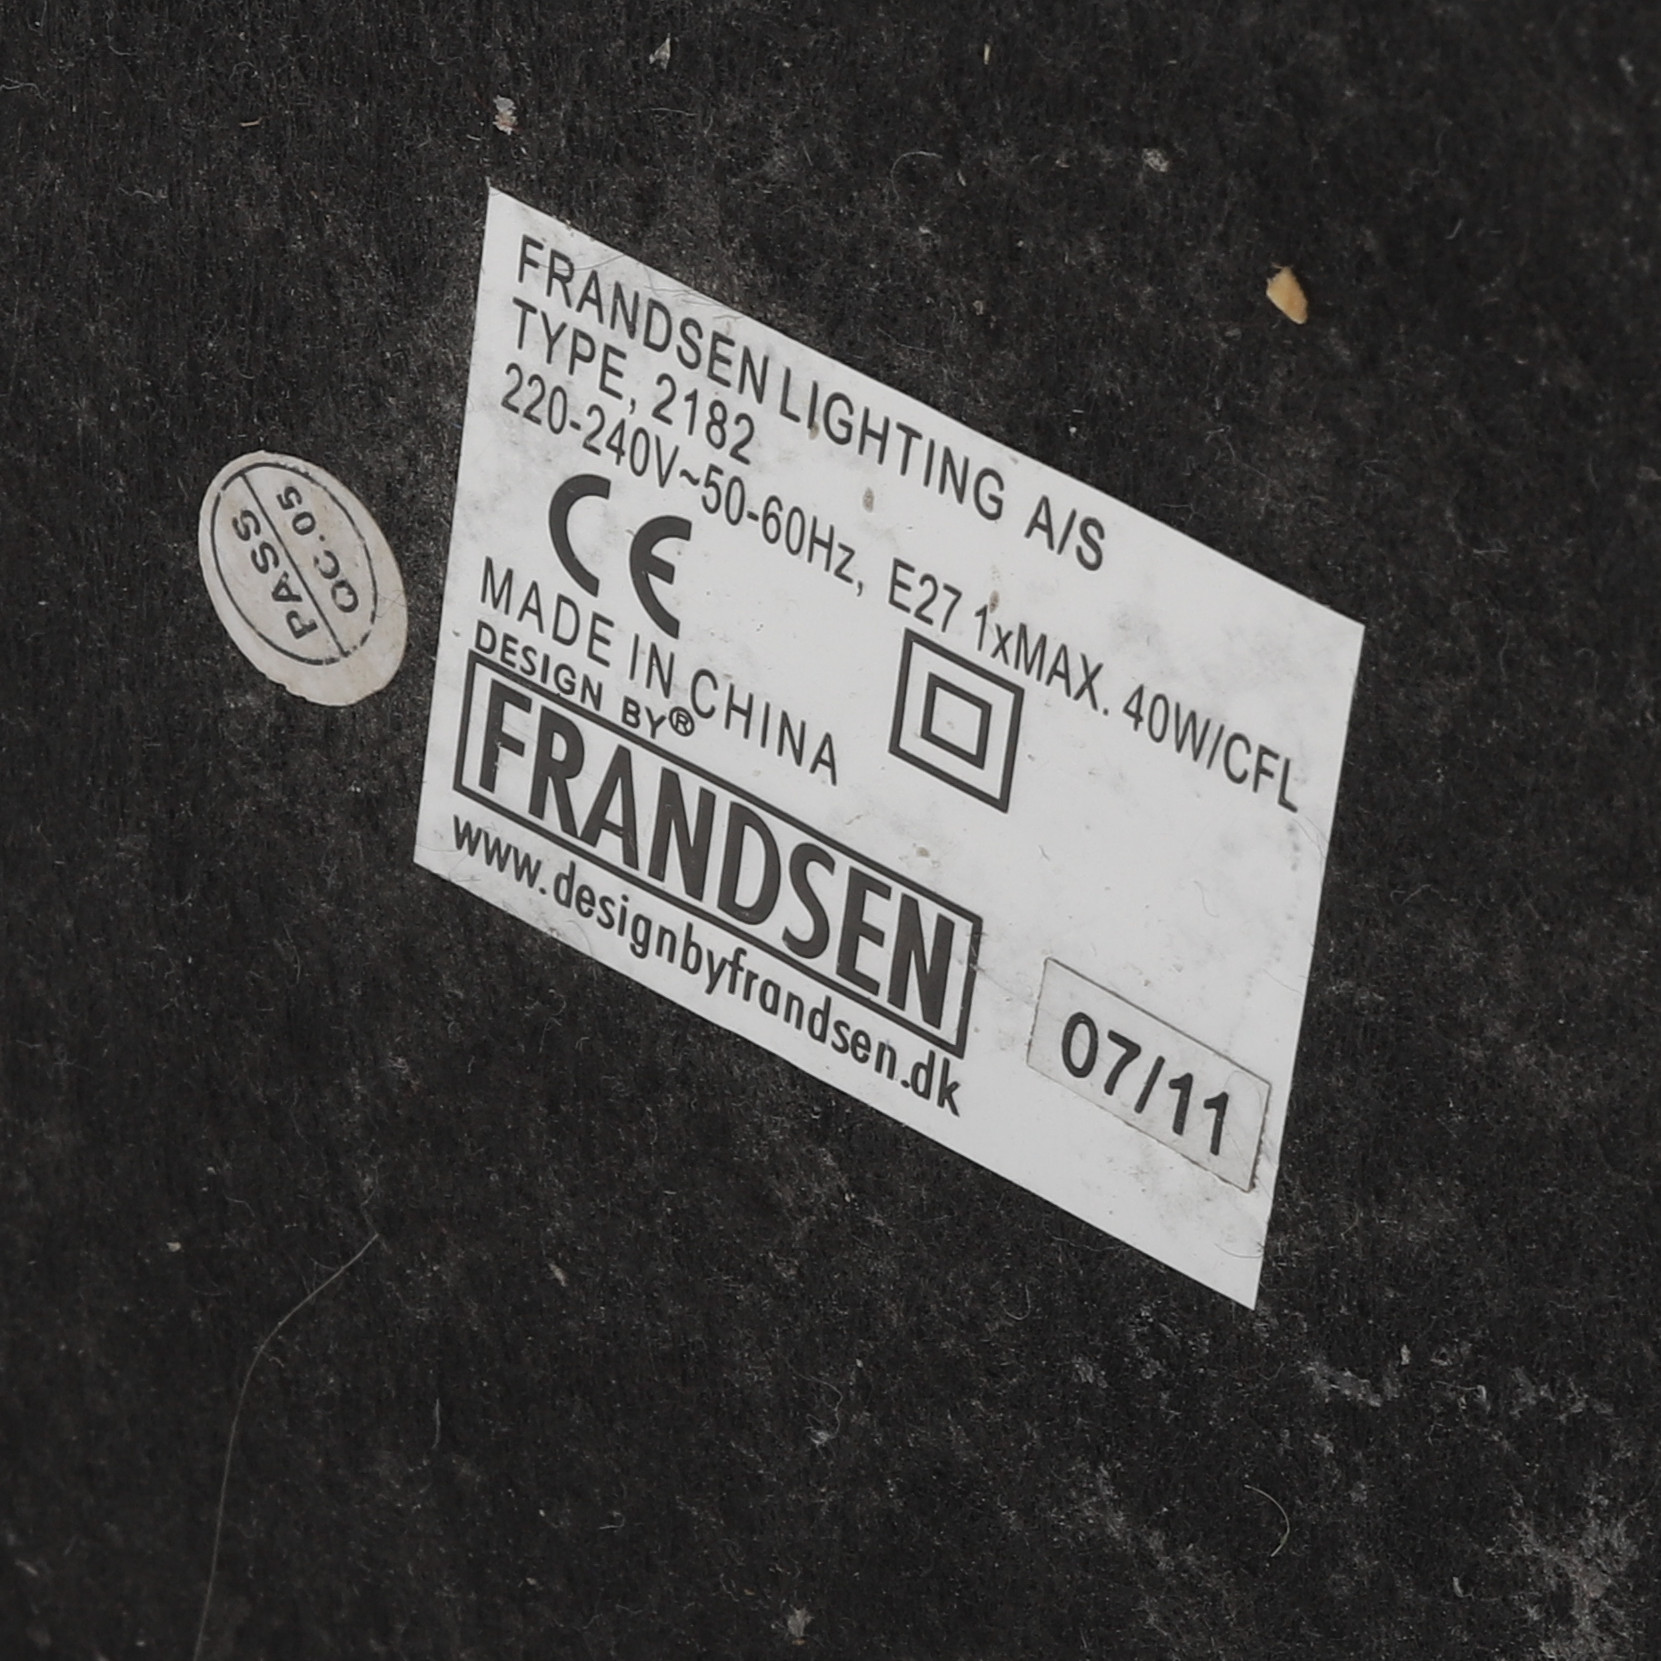 FRANDSEN LIGHTING A/S
TYPE, 2182
220-240V~50-60Hz, E27 1xMAX. 40W/CFL
CE
MADE IN CHINA
DESIGN BY®
FRANDSEN
www.designbyfrandsen.dk
07/11
PASS
QC.05